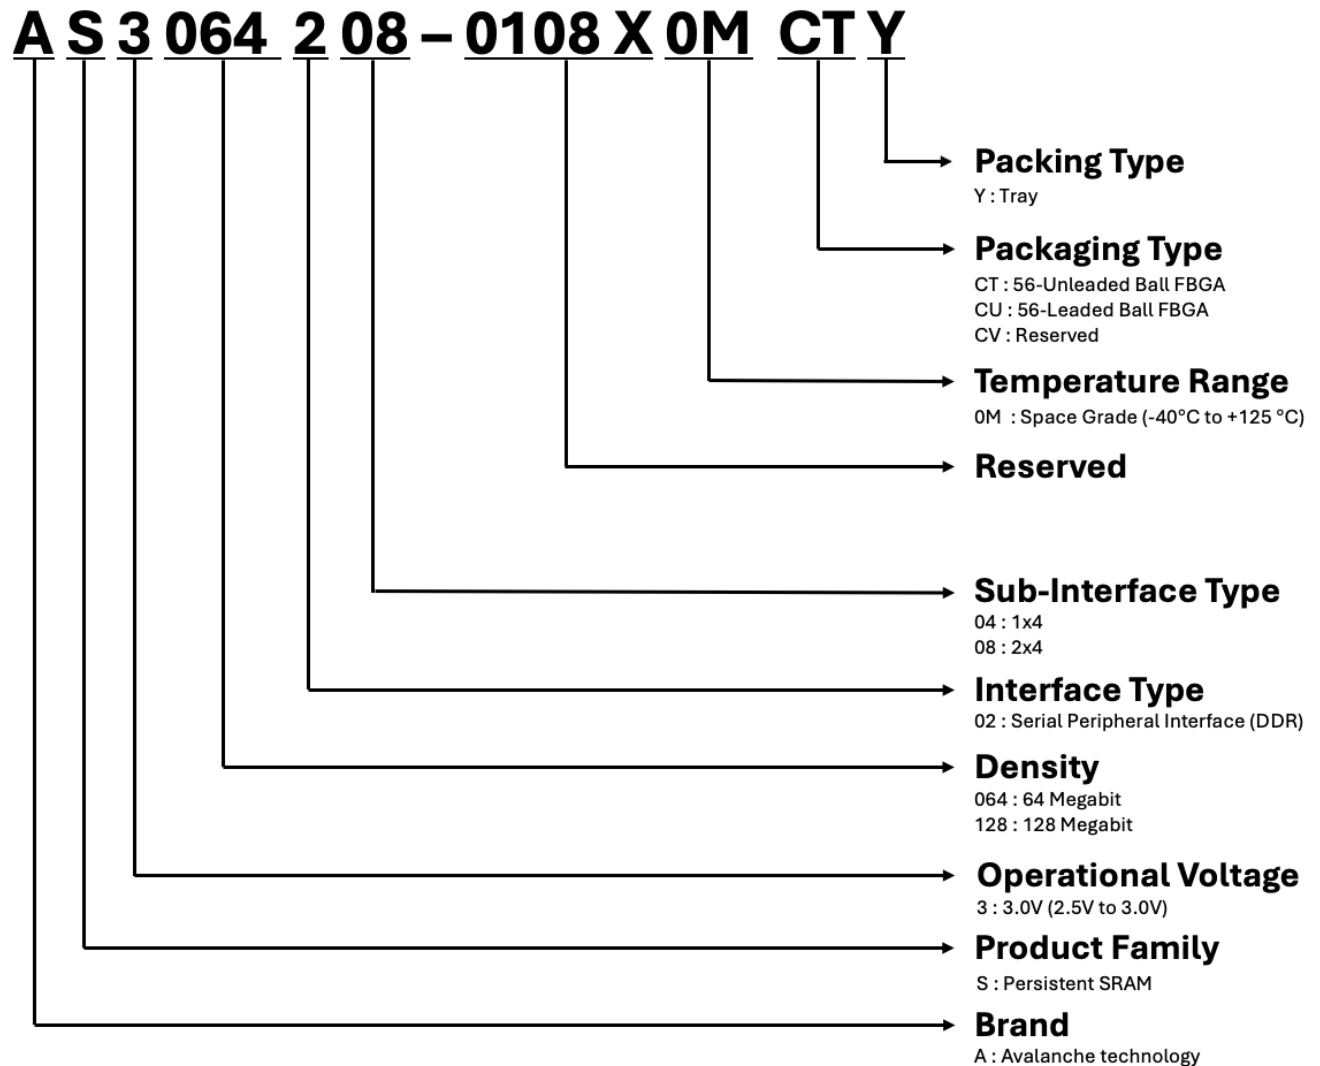 A S 3 064 2 08 – 0108 X 0M CT Y
Packing Type
Y : Tray
Packaging Type
CT : 56-Unleaded Ball FBGA
CU : 56-Leaded Ball FBGA
CV : Reserved
Temperature Range
0M : Space Grade (-40°C to +125 °C)
Reserved
Sub-Interface Type
04 : 1x4
08 : 2x4
Interface Type
02 : Serial Peripheral Interface (DDR)
Density
064 : 64 Megabit
128 : 128 Megabit
Operational Voltage
3 : 3.0V (2.5V to 3.0V)
Product Family
S : Persistent SRAM
Brand
A : Avalanche technology